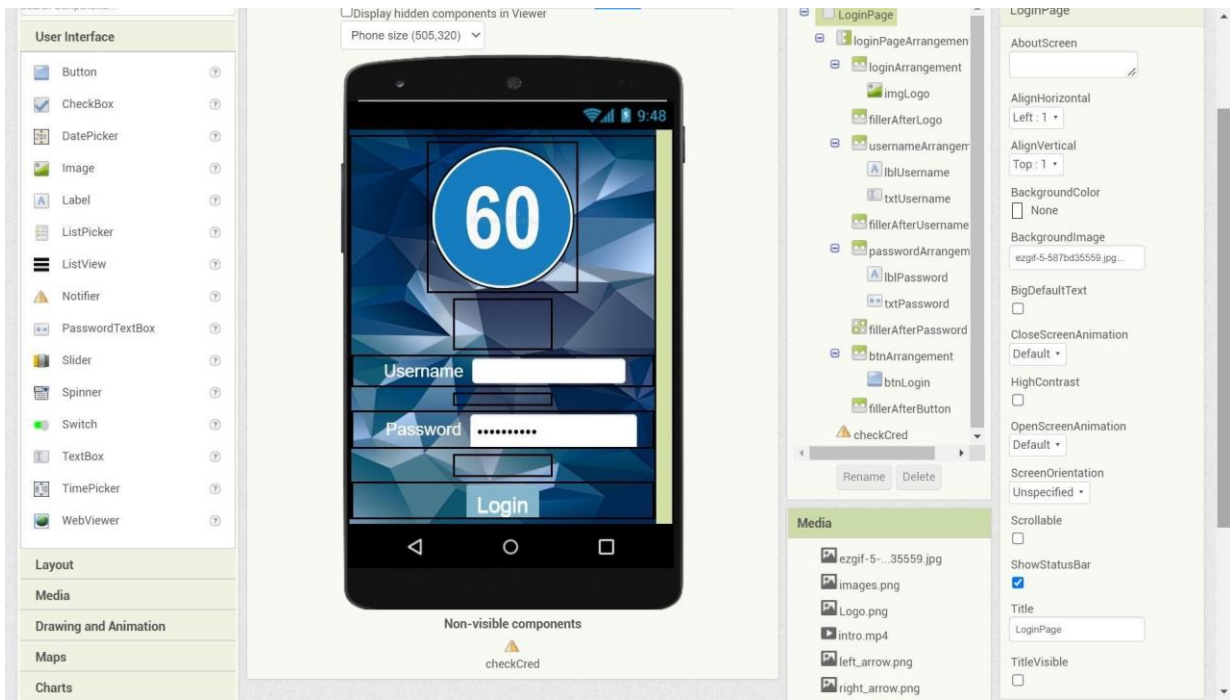 User Interface
Button
CheckBox
DatePicker
Image
Label
ListPicker
ListView
Notifier
PasswordTextBox
Slider
Spinner
Switch
TextBox
TimePicker
WebViewer
Layout
Media
Drawing and Animation
Maps
Charts
Display hidden components in Viewer
Phone size (505,320)
9:48
60
Username
Password
Login
Non-visible components
checkCred
LoginPage
loginPageArrangemen
loginArrangement
imgLogo
fillerAfterLogo
usernameArrangem
lblUsername
txtUsername
fillerAfterUsername
passwordArrangem
lblPassword
txtPassword
fillerAfterPassword
btnArrangement
btnLogin
fillerAfterButton
checkCred
Rename Delete
Media
ezgif-5-...35559.jpg
images.png
Logo.png
intro.mp4
left_arrow.png
right_arrow.png
LoginPage
AboutScreen
AlignHorizontal
Left : 1
AlignVertical
Top : 1
BackgroundColor
None
BackgroundImage
ezgif-5-587bd35559.jpg...
BigDefaultText
CloseScreenAnimation
Default
HighContrast
OpenScreenAnimation
Default
ScreenOrientation
Unspecified
Scrollable
ShowStatusBar
Title
LoginPage
TitleVisible